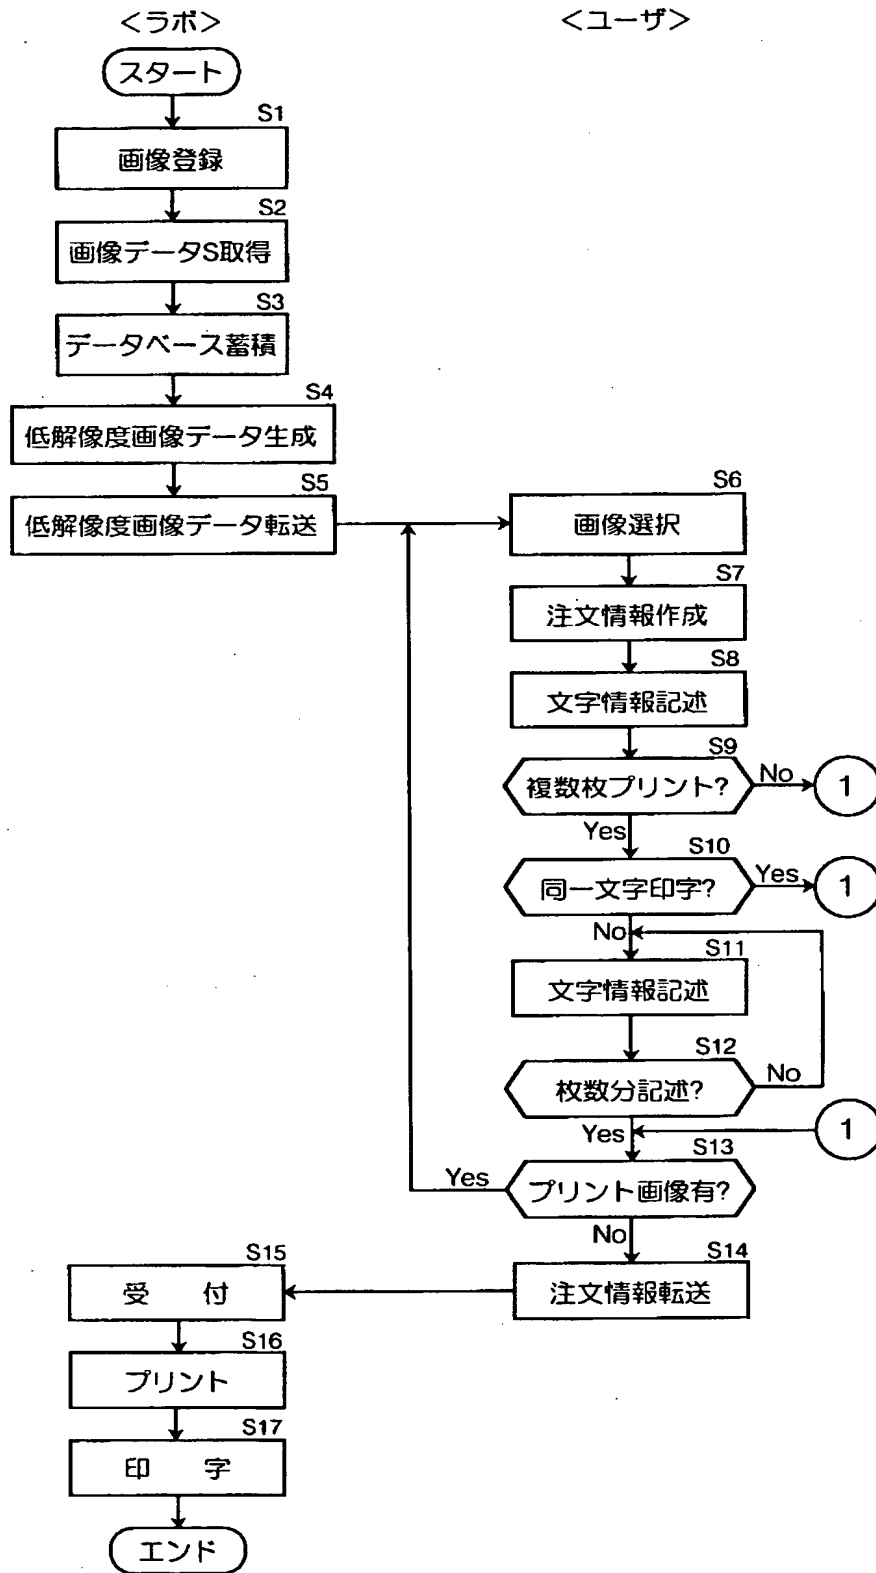 <ラボ>
<ユーザ>
スタート
S1
画像登録
S2
画像データS取得
S3
データベース蓄積
S4
低解像度画像データ生成
S5
低解像度画像データ転送
S6
画像選択
S7
注文情報作成
S8
文字情報記述
S9
複数枚プリント?
No
1
Yes
S10
同一文字印字?
Yes
1
No
S11
文字情報記述
S12
枚数分記述?
No
1
Yes
S13
プリント画像有?
Yes
No
S14
注文情報転送
S15
受 付
S16
プリント
S17
印 字
エンド